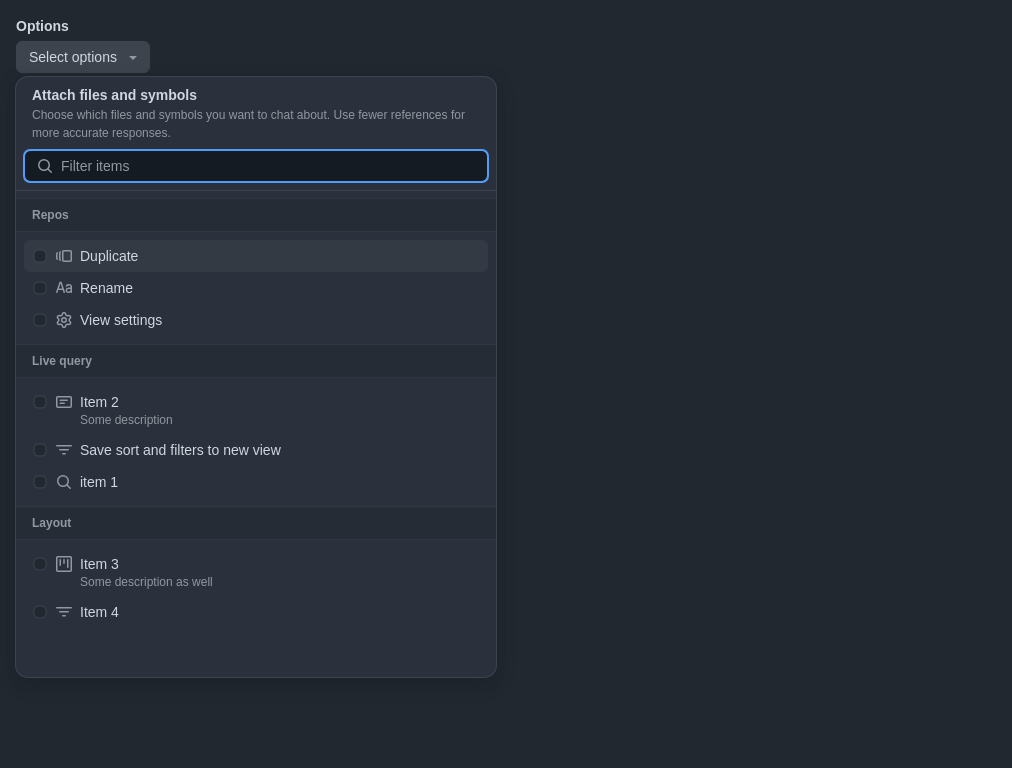 Options
Select options
Attach files and symbols
Choose which files and symbols you want to chat about. Use fewer references for
more accurate responses.
Filter items
Repos
Duplicate
Rename
View settings
Live query
Item 2
Some description
Save sort and filters to new view
item 1
Layout
Item 3
Some description as well
Item 4